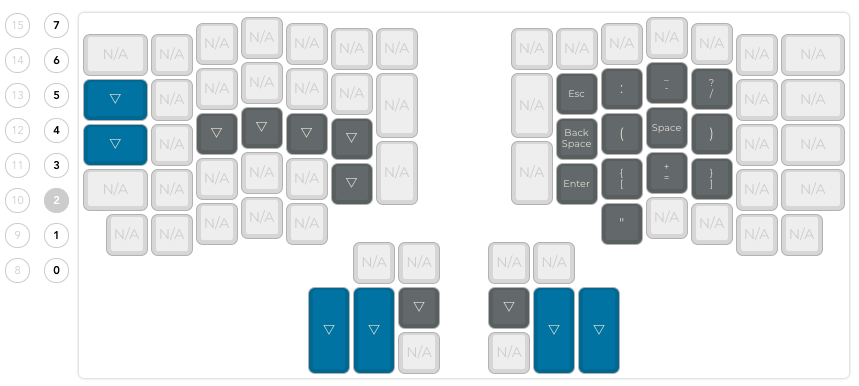 15 7
14 6
13 5
12 4
11 3
10 2
9 1
8 0
N/A N/A N/A N/A N/A N/A N/A
▽ N/A N/A N/A N/A N/A N/A
▽ N/A ▽ ▽ ▽ ▽
N/A N/A N/A N/A N/A ▽ N/A
N/A N/A N/A N/A N/A
N/A N/A
▽ ▽ ▽
N/A
N/A N/A N/A N/A N/A N/A N/A
N/A Esc : _ ? N/A N/A
- /
Back ( Space ) N/A N/A
Space
N/A Enter { + } N/A N/A
[ = ]
" N/A N/A N/A N/A
N/A N/A
▽ ▽ ▽
N/A